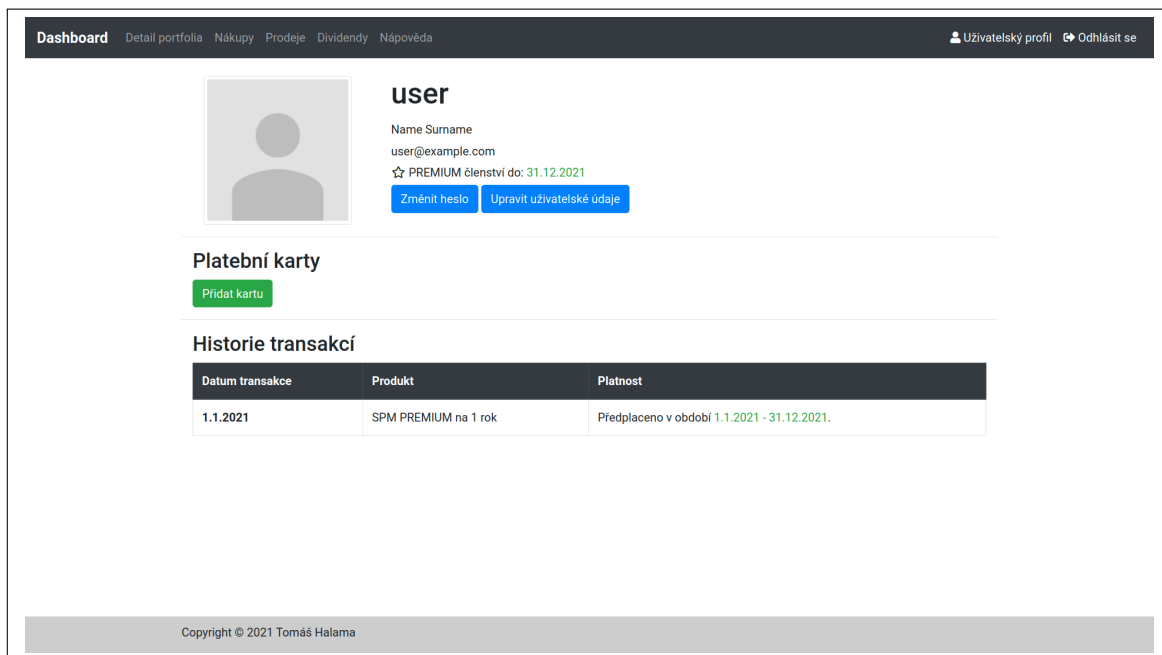 Dashboard Detail portfolia Nákupy Prodeje Dividendy Nápověda Uživatelský profil Odhlásit se
user
Name Surname
user@example.com
PREMIUM členství do: 31.12.2021
Změnit heslo Upravit uživatelské údaje
Platební karty
Přidat kartu
Historie transakcí
Datum transakce Produkt Platnost
1.1.2021 SPM PREMIUM na 1 rok Předplaceno v období 1.1.2021 - 31.12.2021.
Copyright © 2021 Tomáš Halama